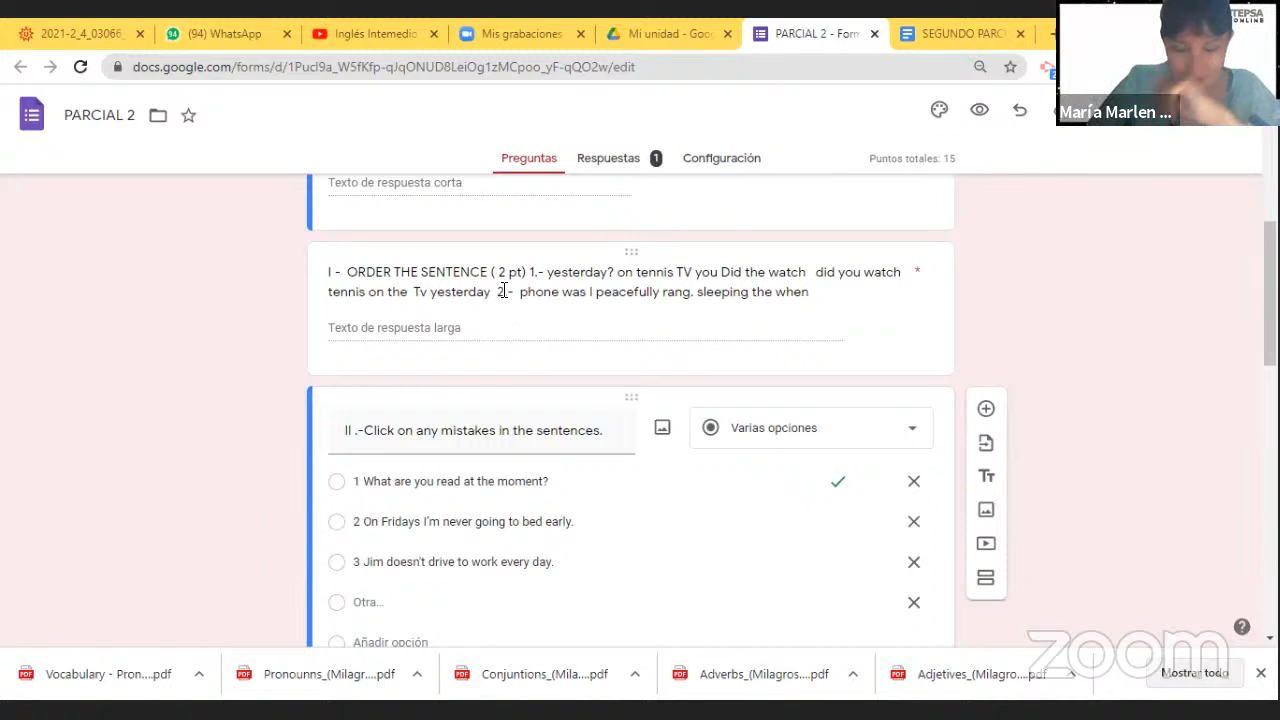 2021-2_4_03066_
(94) WhatsApp
Inglés Intermedio
Mis grabaciones
Mi unidad - Goog
PARCIAL 2 - Form
SEGUNDO PARC
TEPSA
ONLINE
docs.google.com/forms/d/
/edit
María Marlen ...
PARCIAL 2
Preguntas
Respuestas 1
Configuración
Puntos totales: 15
Texto de respuesta corta
I - ORDER THE SENTENCE ( 2 pt) 1.- yesterday? on tennis TV you Did the watch did you watch *
tennis on the Tv yesterday 2.- phone was I peacefully rang. sleeping the when
Texto de respuesta larga
II .-Click on any mistakes in the sentences.
Varias opciones
1 What are you read at the moment?
2 On Fridays I'm never going to bed early.
3 Jim doesn't drive to work every day.
Otra...
Añadir opción
zoom
Vocabulary - Pron....pdf
Pronounns_(Milagr....pdf
Conjuntions_(Mila....pdf
Adverbs_(Milagros....pdf
Adjetives_(Milagro....pdf
Mostrar todo